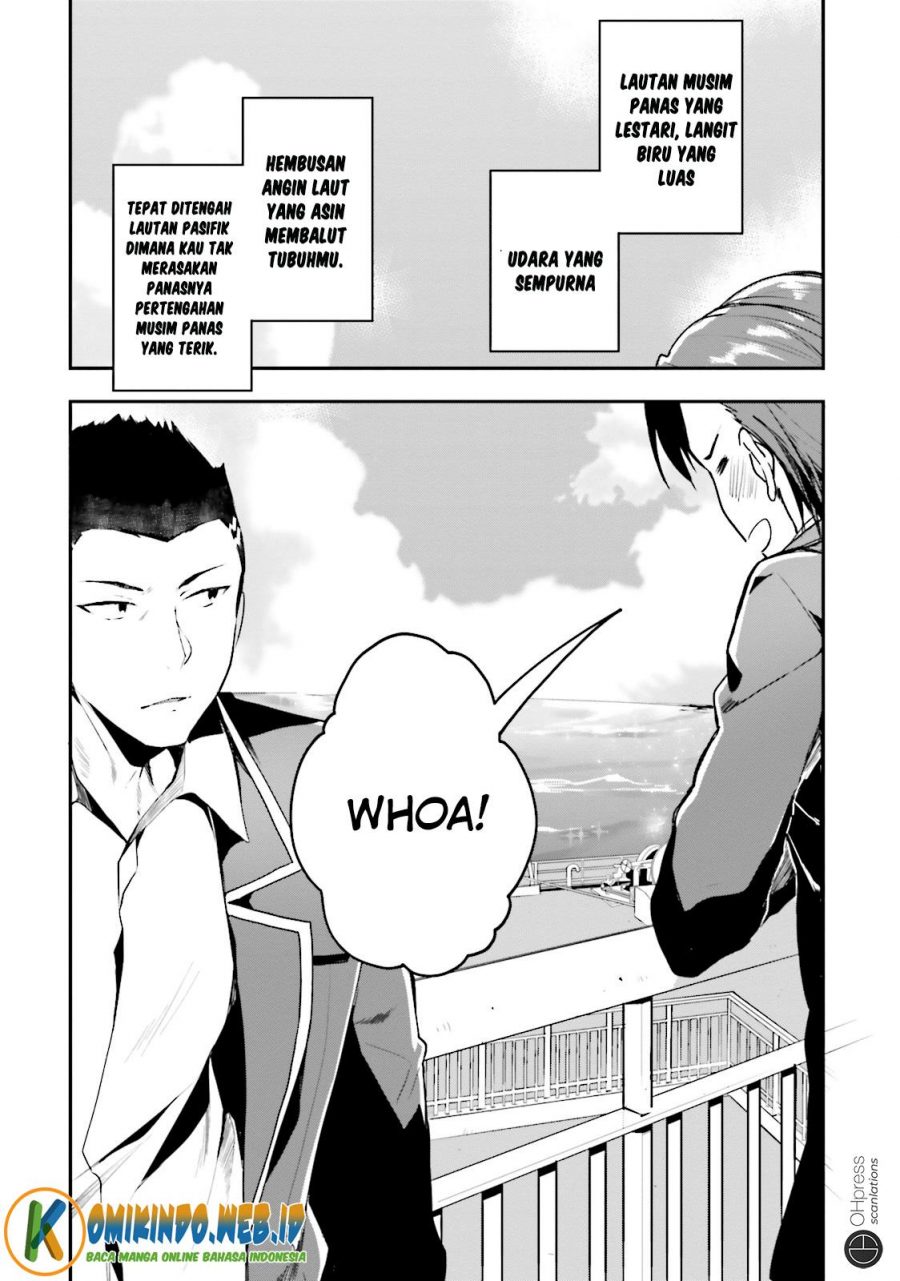 LAUTAN MUSIM
PANAS YANG
LESTARI, LANGIT
BIRU YANG
LUAS
UDARA YANG
SEMPURNA
HEMBUSAN
ANGIN LAUT
YANG ASIN
MEMBALUT
TUBUHMU.
TEPAT DITENGAH
LAUTAN PASIFIK
DIMANA KAU TAK
MERASAKAN
PANASNYA
PERTENGAHAN
MUSIM PANAS
YANG TERIK.
WHOA!
KOMIKINDO.WEB.ID
BACA MANGA ONLINE BAHASA INDONESIA
OHpress
scanlations